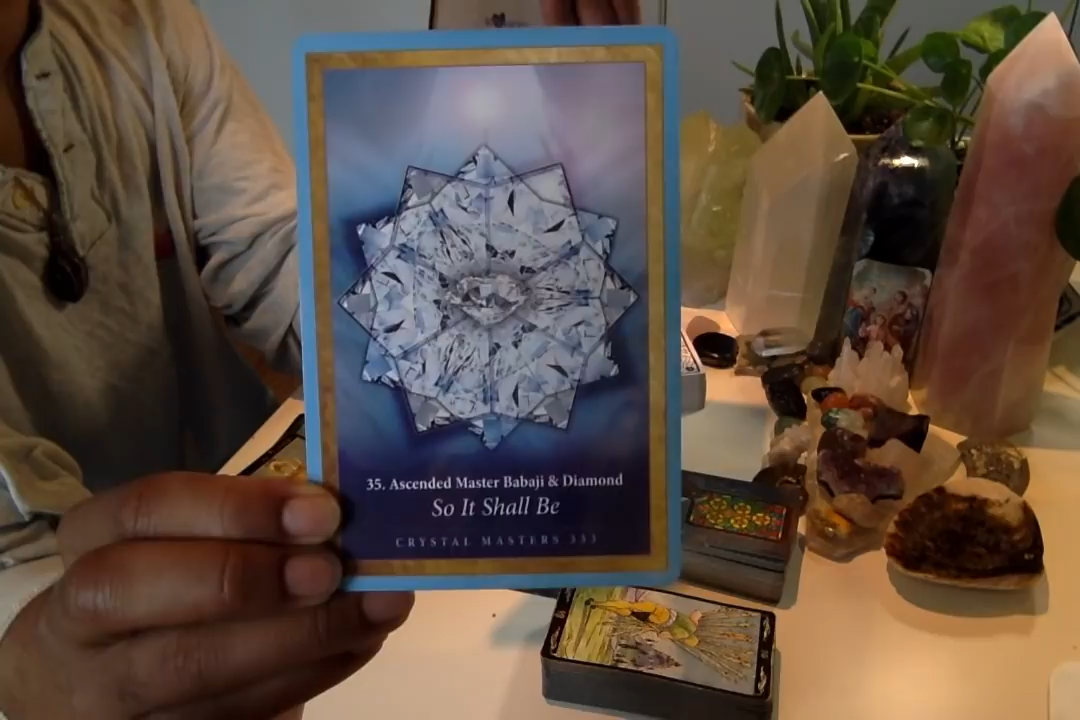 35. Ascended Master Babaji & Diamond
So It Shall Be
CRYSTAL MASTERS 333